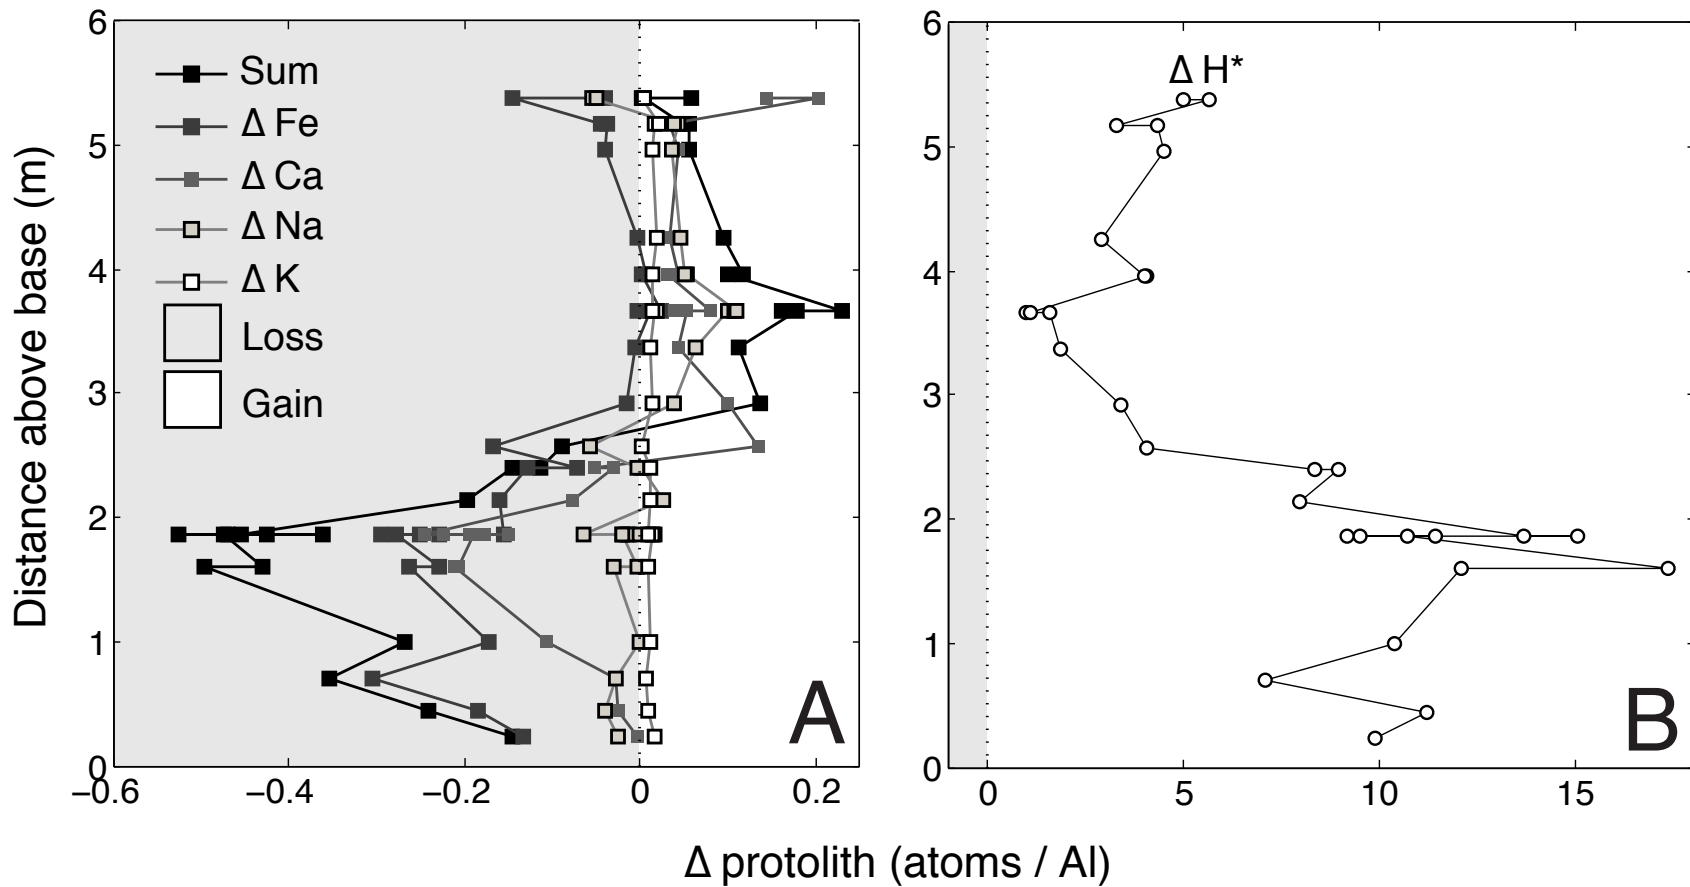 Distance above base (m)
6
5
4
3
2
1
0
−0.6
−0.4
−0.2
0
0.2
Sum
Δ Fe
Δ Ca
Δ Na
Δ K
Loss
Gain
A
6
5
4
3
2
1
0
0
5
10
15
Δ H*
B
Δ protolith (atoms / Al)